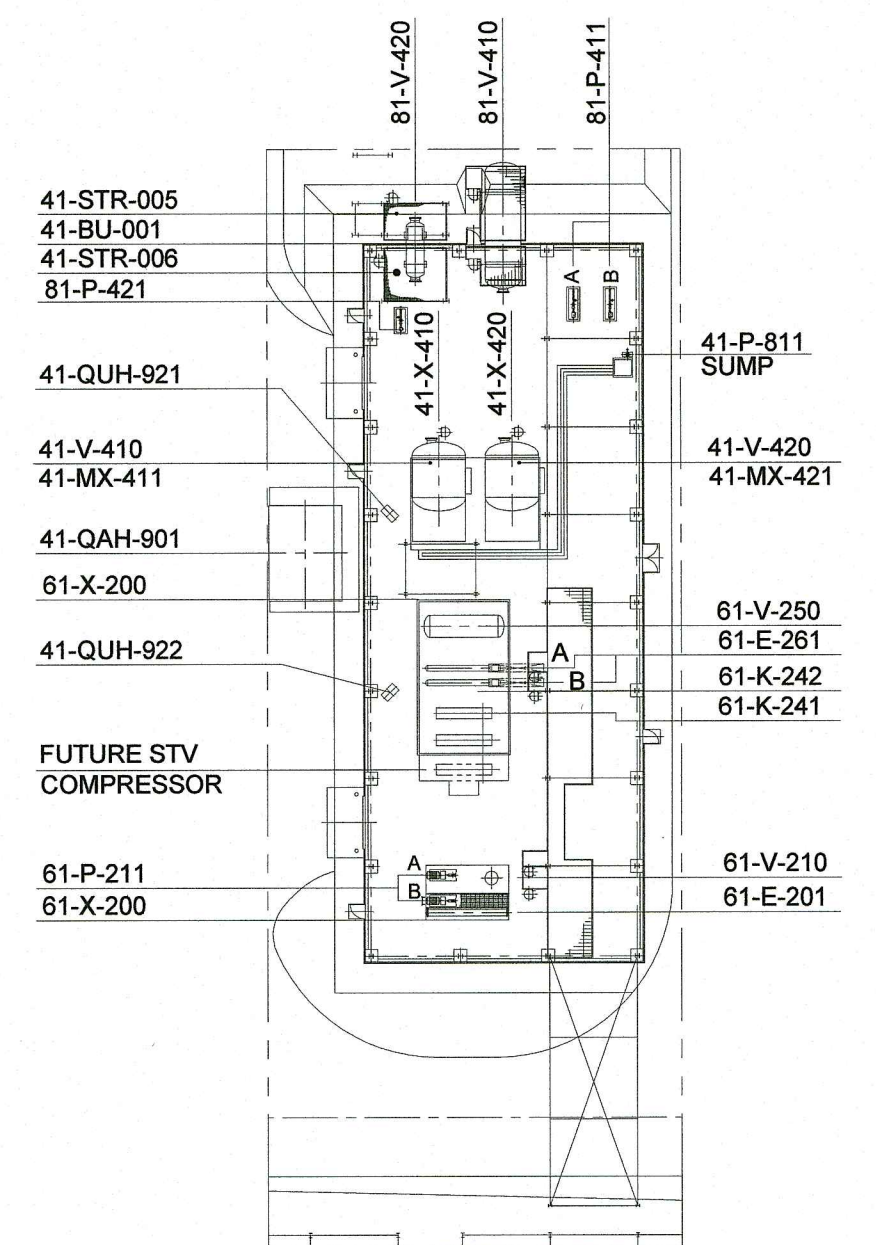 81-V-420
81-V-410
81-P-411
41-STR-005
41-BU-001
41-STR-006
81-P-421
A
B
41-X-410
41-X-420
41-P-811
SUMP
41-QUH-921
41-V-410
41-MX-411
41-V-420
41-MX-421
41-QAH-901
61-X-200
61-V-250
61-E-261
A
B
61-K-242
61-K-241
41-QUH-922
FUTURE STV
COMPRESSOR
61-P-211
A
B
61-X-200
61-V-210
61-E-201